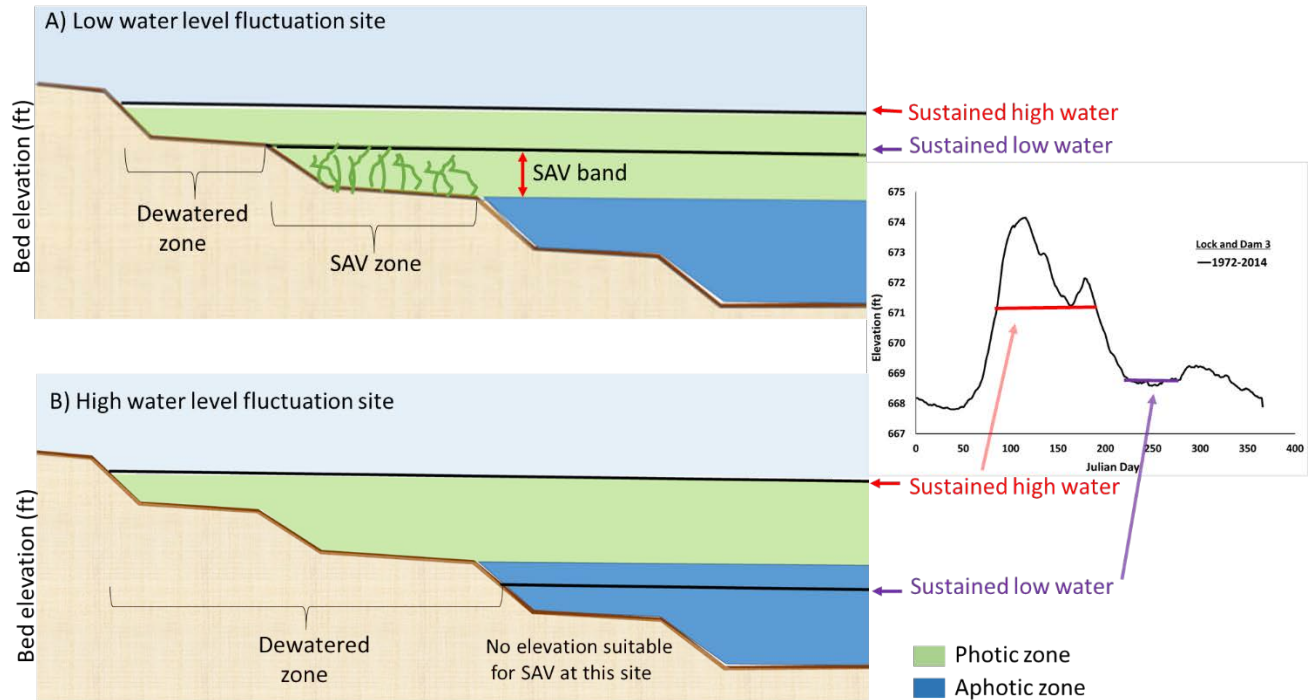 A) Low water level fluctuation site
Bed elevation (ft)
Dewatered
zone
SAV zone
SAV band
Sustained high water
Sustained low water
675
674
673
672
671
670
669
668
667
Elevation (ft)
Lock and Dam 3
1972-2014
0
50
100
150
200
250
300
350
400
Julian Day
B) High water level fluctuation site
Bed elevation (ft)
Dewatered
zone
No elevation suitable
for SAV at this site
Sustained high water
Sustained low water
Photic zone
Aphotic zone